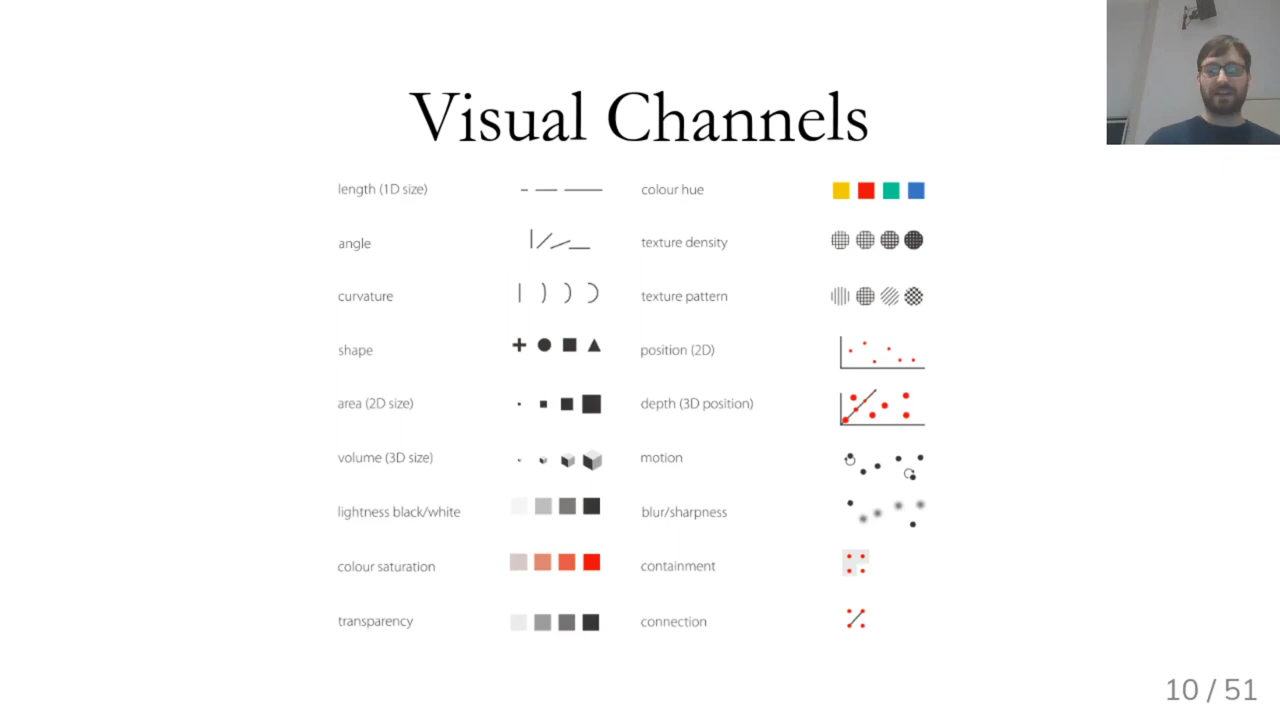 Visual Channels
length (1D size)
angle
curvature
shape
area (2D size)
volume (3D size)
lightness black/white
colour saturation
transparency
colour hue
texture density
texture pattern
position (2D)
depth (3D position)
motion
blur/sharpness
containment
connection
10 / 51